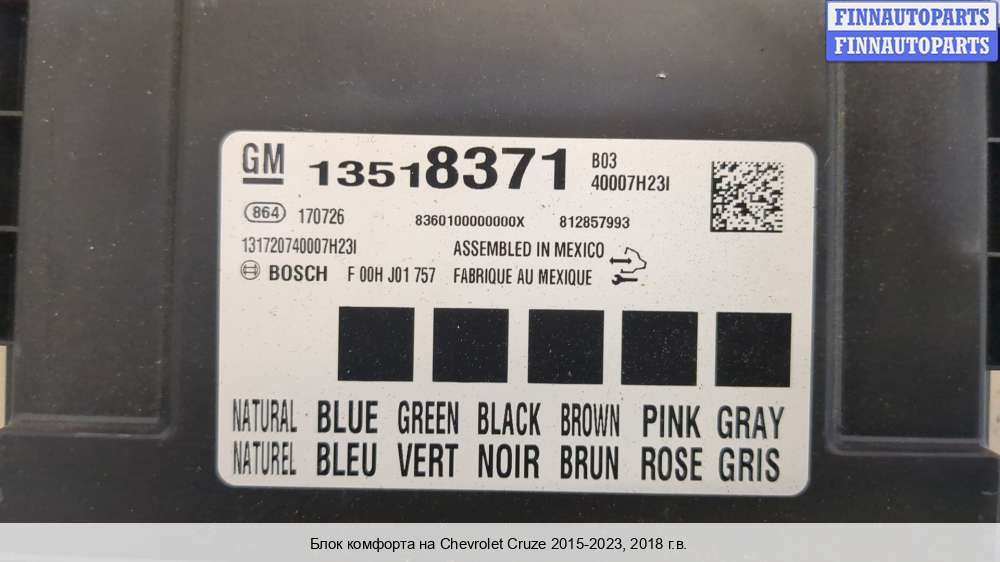 FINNAUTOPARTS
FINNAUTOPARTS
GM 13518371 B03
40007H23I
864 170726 8360100000000X 812857993
131720740007H23I ASSEMBLED IN MEXICO
BOSCH F 00H J01 757 FABRIQUE AU MEXIQUE
NATURAL BLUE GREEN BLACK BROWN PINK GRAY
NATUREL BLEU VERT NOIR BRUN ROSE GRIS
Блок комфорта на Chevrolet Cruze 2015-2023, 2018 г.в.